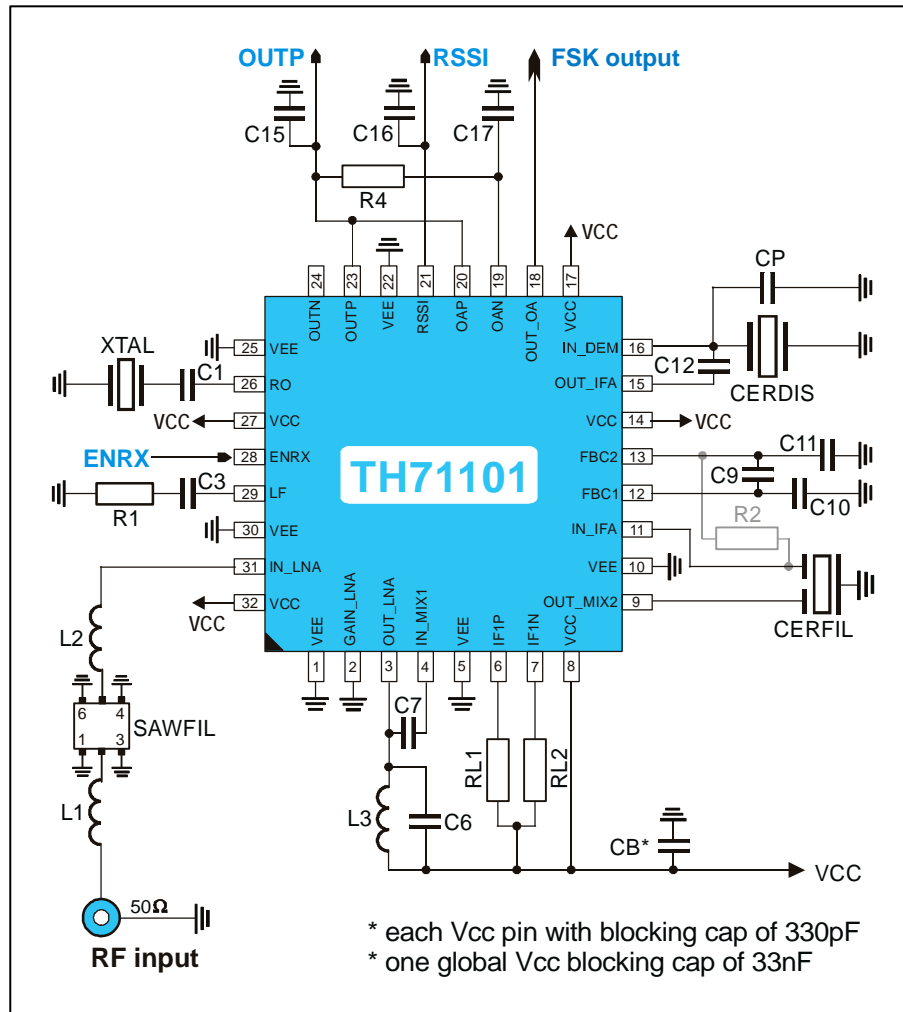 OUTP RSSI FSK output
C15 C16 C17
R4
VCC
CP
24 23 22 21 20 19 18 17
OUTN OUTP VEE RSSI OAP OAN OUT_OA VCC
XTAL
25 VEE
IN_DEM 16
C1
26 RO
C12
OUT_IFA 15
CERDIS
VCC 27 VCC
VCC 14 VCC
ENRX 28 ENRX
FBC2 13
C11
TH71101
C9
C3
29 LF
FBC1 12
C10
R1
30 VEE
IN_IFA 11
R2
31 IN_LNA
VEE 10
32 VCC
VCC
OUT_MIX2 9
CERFIL
L2
VEE GAIN_LNA OUT_LNA IN_MIX1 VEE IF1P IF1N VCC
1 2 3 4 5 6 7 8
6 4
1 3
SAWFIL
C7
RL1 RL2
L1
L3 C6
CB*
VCC
50Ω
RF input
* each Vcc pin with blocking cap of 330pF
* one global Vcc blocking cap of 33nF